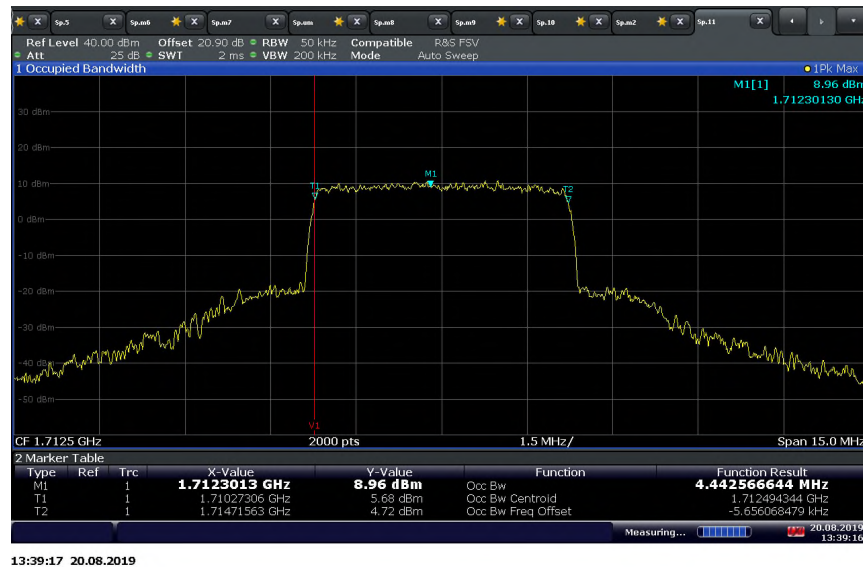 Sp.5 X Sp.m6 X Sp.m7 X Sp.um X Sp.m8 X Sp.m9 X Sp.10 X Sp.m2 X Sp.11 X
Ref Level 40.00 dBm Offset 20.90 dB RBW 50 kHz Compatible R&S FSV
Att 25 dB SWT 2 ms VBW 200 kHz Mode Auto Sweep
1 Occupied Bandwidth 1Pk Max
M1[1] 8.96 dBm
1.71230130 GHz
30 dBm
20 dBm
M1
10 dBm T1 T2
0 dBm
-10 dBm
-20 dBm
-30 dBm
-40 dBm
-50 dBm
V1
CF 1.7125 GHz 2000 pts 1.5 MHz/ Span 15.0 MHz
2 Marker Table
Type Ref Trc X-Value Y-Value Function Function Result
M1 1 1.7123013 GHz 8.96 dBm Occ Bw 4.442566644 MHz
T1 1 1.71027306 GHz 5.68 dBm Occ Bw Centroid 1.712494344 GHz
T2 1 1.71471563 GHz 4.72 dBm Occ Bw Freq Offset -5.656068479 kHz
Measuring... 20.08.2019
13:39:16
13:39:17 20.08.2019